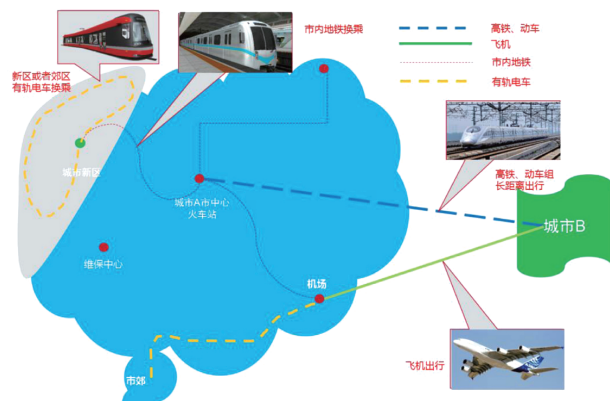 市内地铁换乘
高铁、动车
飞机
市内地铁
有轨电车
新区或者郊区
有轨电车换乘
城市新区
城市A市中心
火车站
高铁、动车组
长距离出行
城市B
维保中心
机场
飞机出行
市郊